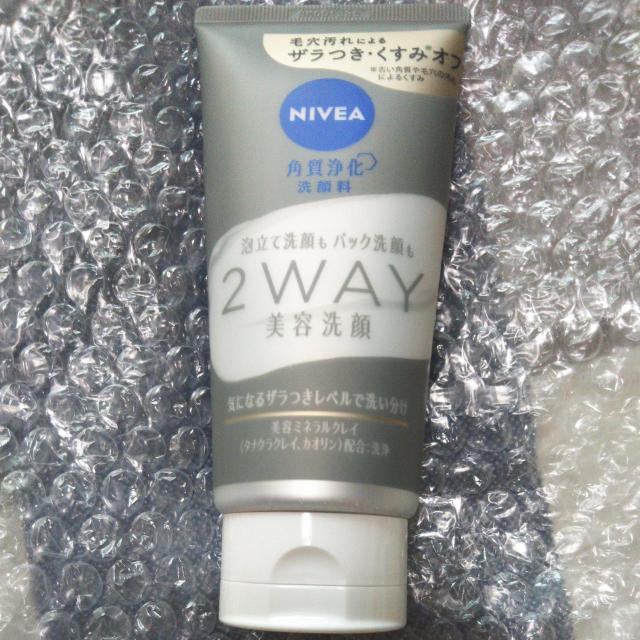 毛穴汚れによる
ザラつき・くすみ※オフ
※古い角質や毛穴の汚れ
によるくすみ
NIVEA
角質浄化
洗顔料
泡立て洗顔も パック洗顔も
2WAY
美容洗顔
気になるザラつきレベルで洗い分け
美容ミネラルクレイ
(タナクラクレイ、カオリン)配合:洗浄